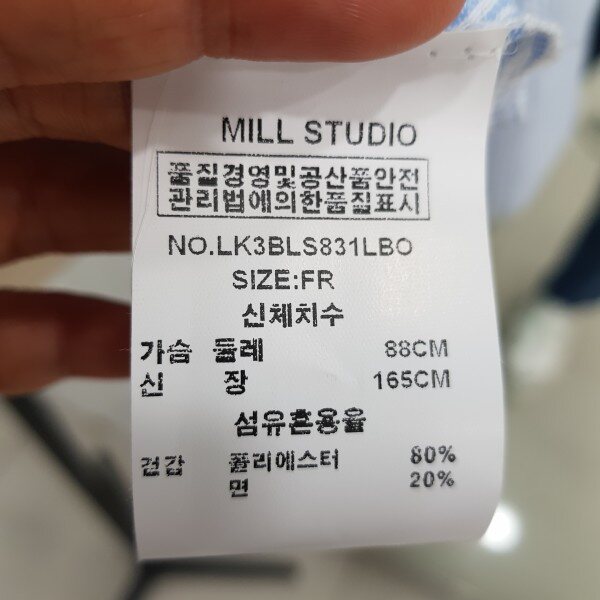 MILL STUDIO
품질경영및공산품안전
관리법에의한품질표시
NO.LK3BLS831LBO
SIZE:FR
신체치수
가슴 둘레 88CM
신 장 165CM
섬유혼용율
겉감 폴리에스터 80%
면 20%